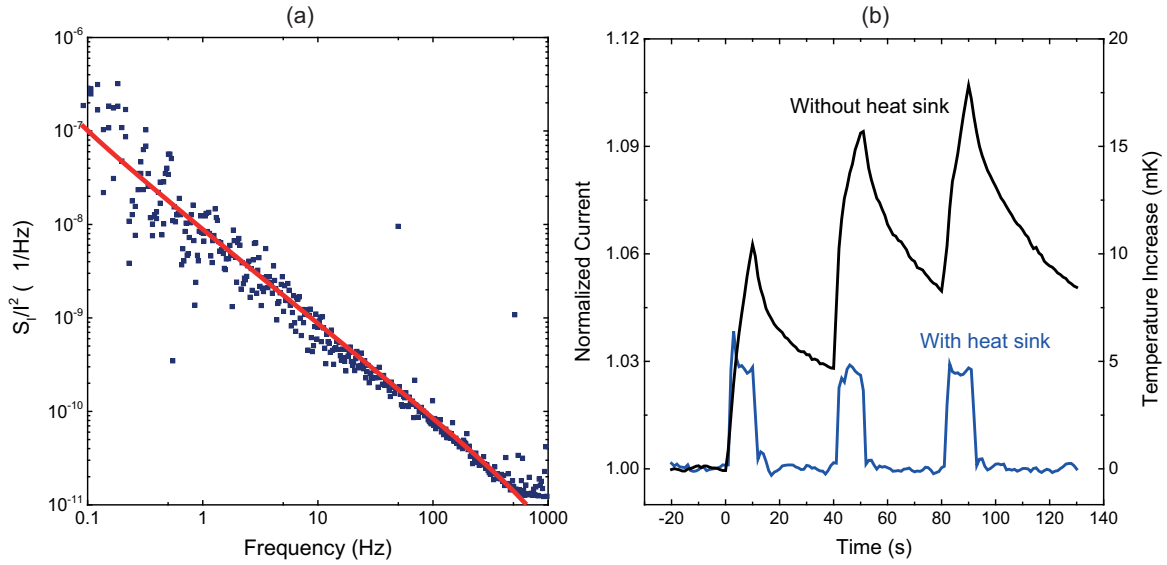 (a)
10^-6
10^-7
10^-8
10^-9
10^-10
10^-11
0.1 1 10 100 1000
S_I/I^2 ( 1/Hz)
Frequency (Hz)
(b)
1.12
1.09
1.06
1.03
1.00
Normalized Current
20
15
10
5
0
Temperature Increase (mK)
Without heat sink
With heat sink
-20 0 20 40 60 80 100 120 140
Time (s)